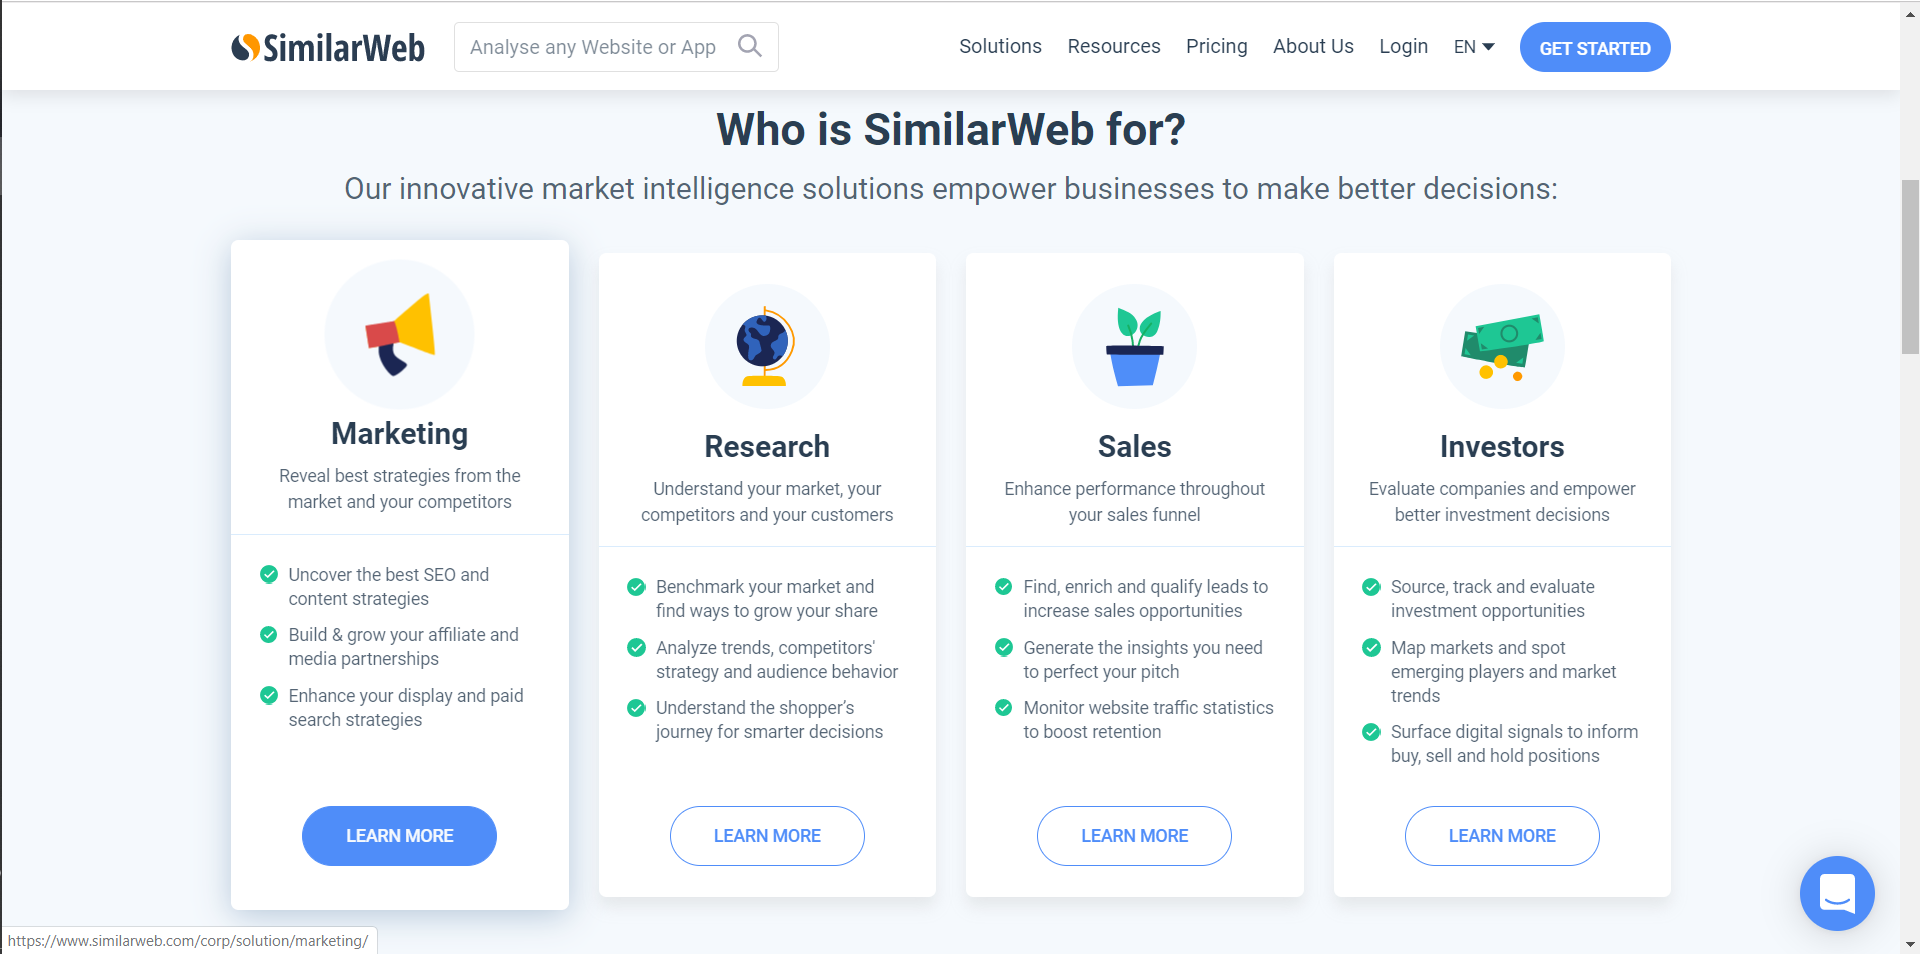 SimilarWeb
Analyse any Website or App
Solutions
Resources
Pricing
About Us
Login
EN
GET STARTED
Who is SimilarWeb for?
Our innovative market intelligence solutions empower businesses to make better decisions:
Marketing
Reveal best strategies from the
market and your competitors
Uncover the best SEO and
content strategies
Build & grow your affiliate and
media partnerships
Enhance your display and paid
search strategies
LEARN MORE
Research
Understand your market, your
competitors and your customers
Benchmark your market and
find ways to grow your share
Analyze trends, competitors'
strategy and audience behavior
Understand the shopper’s
journey for smarter decisions
LEARN MORE
Sales
Enhance performance throughout
your sales funnel
Find, enrich and qualify leads to
increase sales opportunities
Generate the insights you need
to perfect your pitch
Monitor website traffic statistics
to boost retention
LEARN MORE
Investors
Evaluate companies and empower
better investment decisions
Source, track and evaluate
investment opportunities
Map markets and spot
emerging players and market
trends
Surface digital signals to inform
buy, sell and hold positions
LEARN MORE
https://www.similarweb.com/corp/solution/marketing/